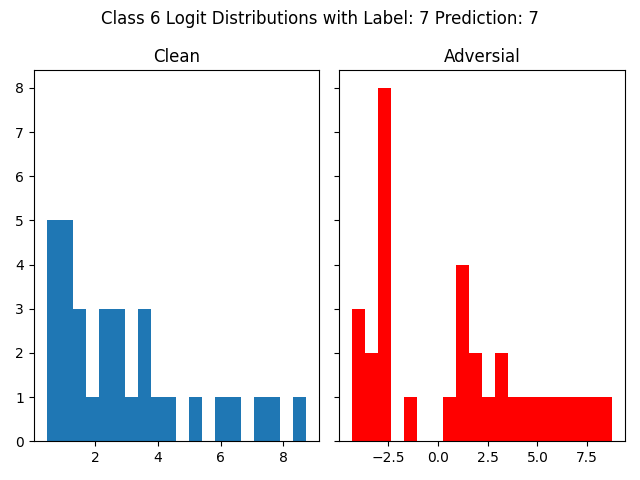 Class 6 Logit Distributions with Label: 7 Prediction: 7
Clean
Adversial
8
7
6
5
4
3
2
1
0
2 4 6 8
−2.5 0.0 2.5 5.0 7.5